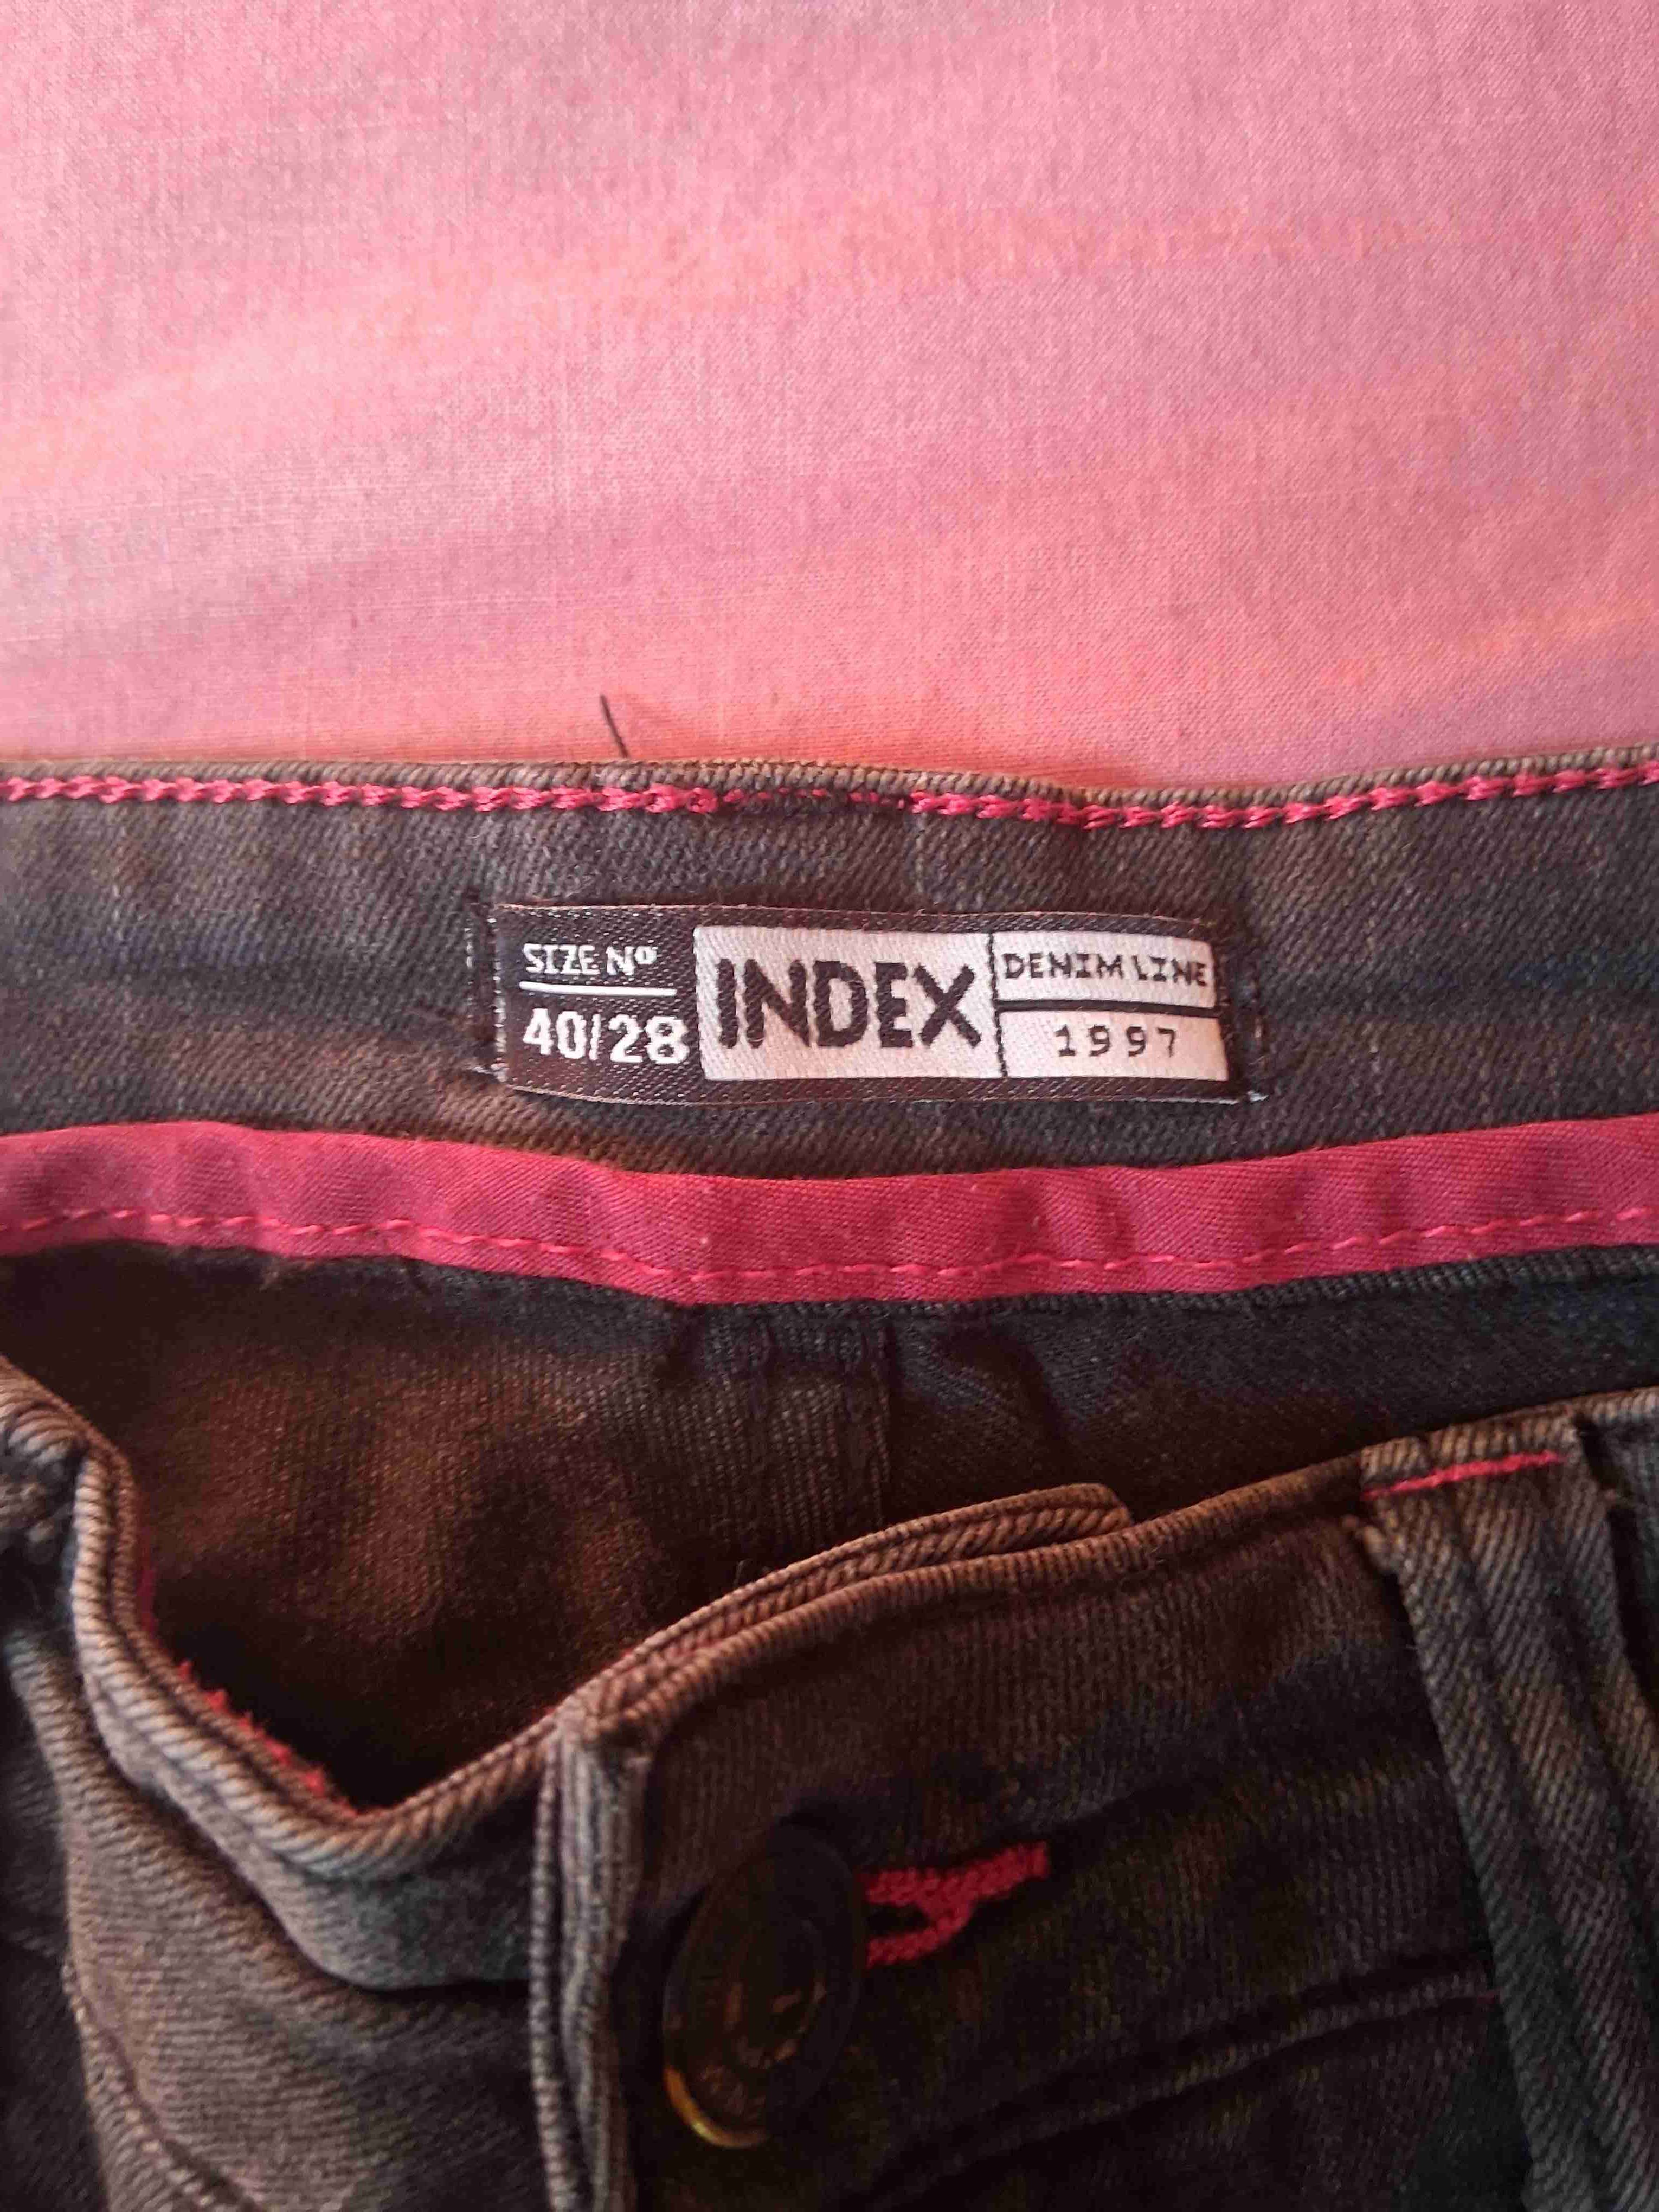 SIZE Nº
40/28
INDEX
DENIM LINE
1997